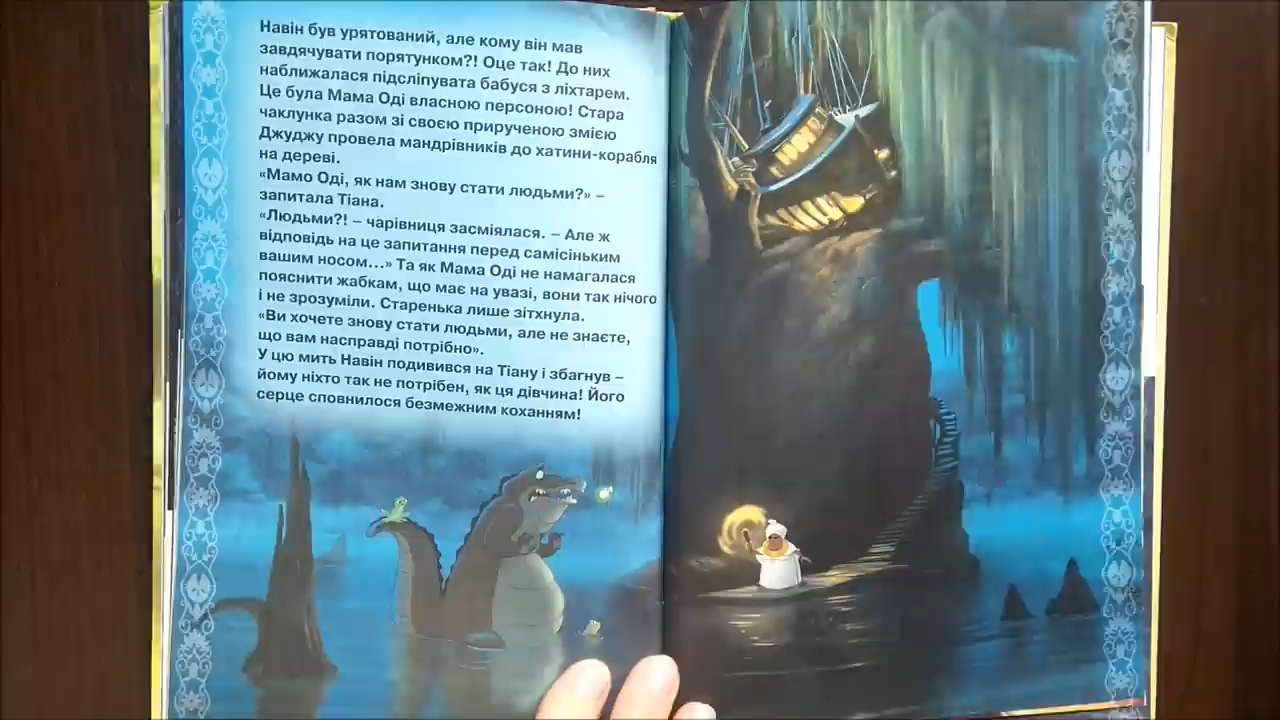 Навін був урятований, але кому він мав
завдячувати порятунком?! Оце так! До них
наближалася підсліпувата бабуся з ліхтарем.
Це була Мама Оді власною персоною! Стара
чаклунка разом зі своєю прирученою змією
Джуджу провела мандрівників до хатини-корабля
на дереві.
«Мамо Оді, як нам знову стати людьми?» –
запитала Тіана.
«Людьми?! – чарівниця засміялася. – Але ж
відповідь на це запитання перед самісіньким
вашим носом...» Та як Мама Оді не намагалася
пояснити жабкам, що має на увазі, вони так нічого
і не зрозуміли. Старенька лише зітхнула.
«Ви хочете знову стати людьми, але не знаєте,
що вам насправді потрібно».
У цю мить Навін подивився на Тіану і збагнув –
йому ніхто так не потрібен, як ця дівчина! Його
серце сповнилося безмежним коханням!